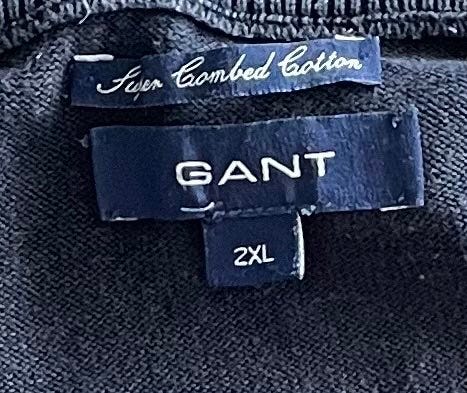 Super Combed Cotton
GANT
2XL